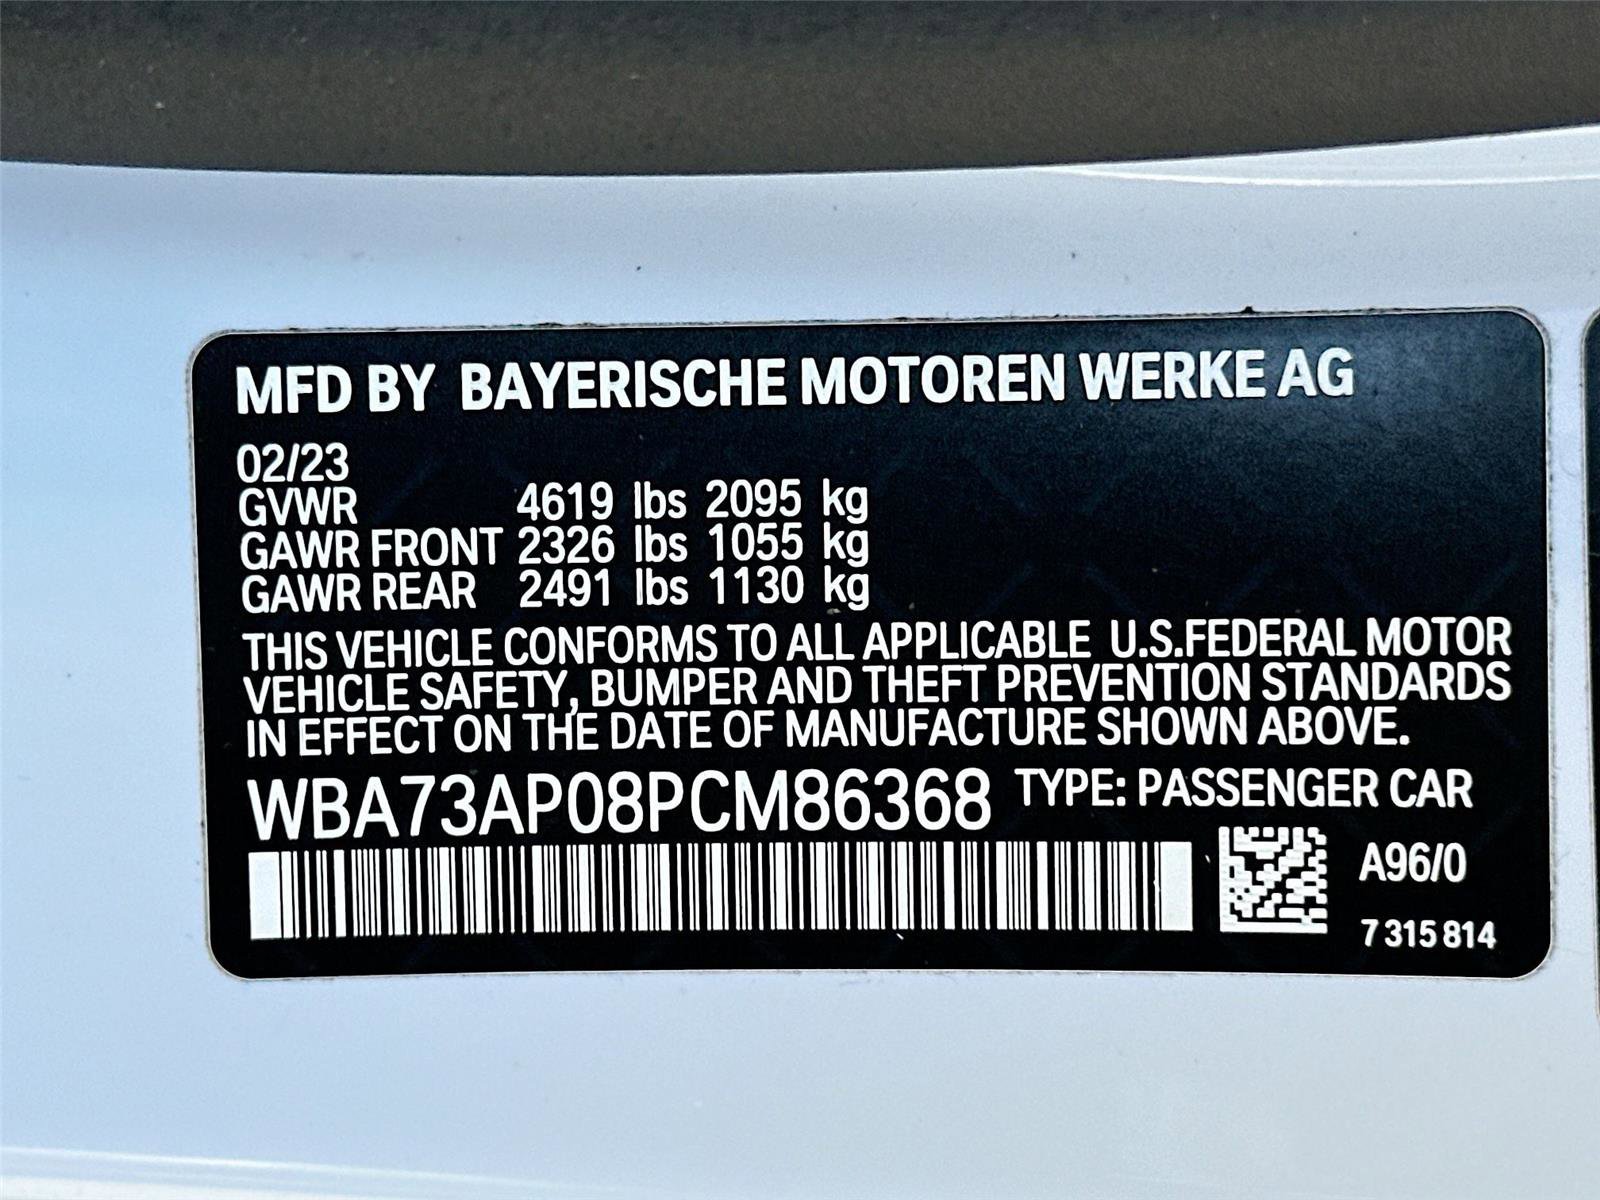 MFD BY BAYERISCHE MOTOREN WERKE AG
02/23
GVWR 4619 lbs 2095 kg
GAWR FRONT 2326 lbs 1055 kg
GAWR REAR 2491 lbs 1130 kg
THIS VEHICLE CONFORMS TO ALL APPLICABLE U.S.FEDERAL MOTOR
VEHICLE SAFETY, BUMPER AND THEFT PREVENTION STANDARDS
IN EFFECT ON THE DATE OF MANUFACTURE SHOWN ABOVE.
WBA73AP08PCM86368 TYPE: PASSENGER CAR
A96/0
7 315 814